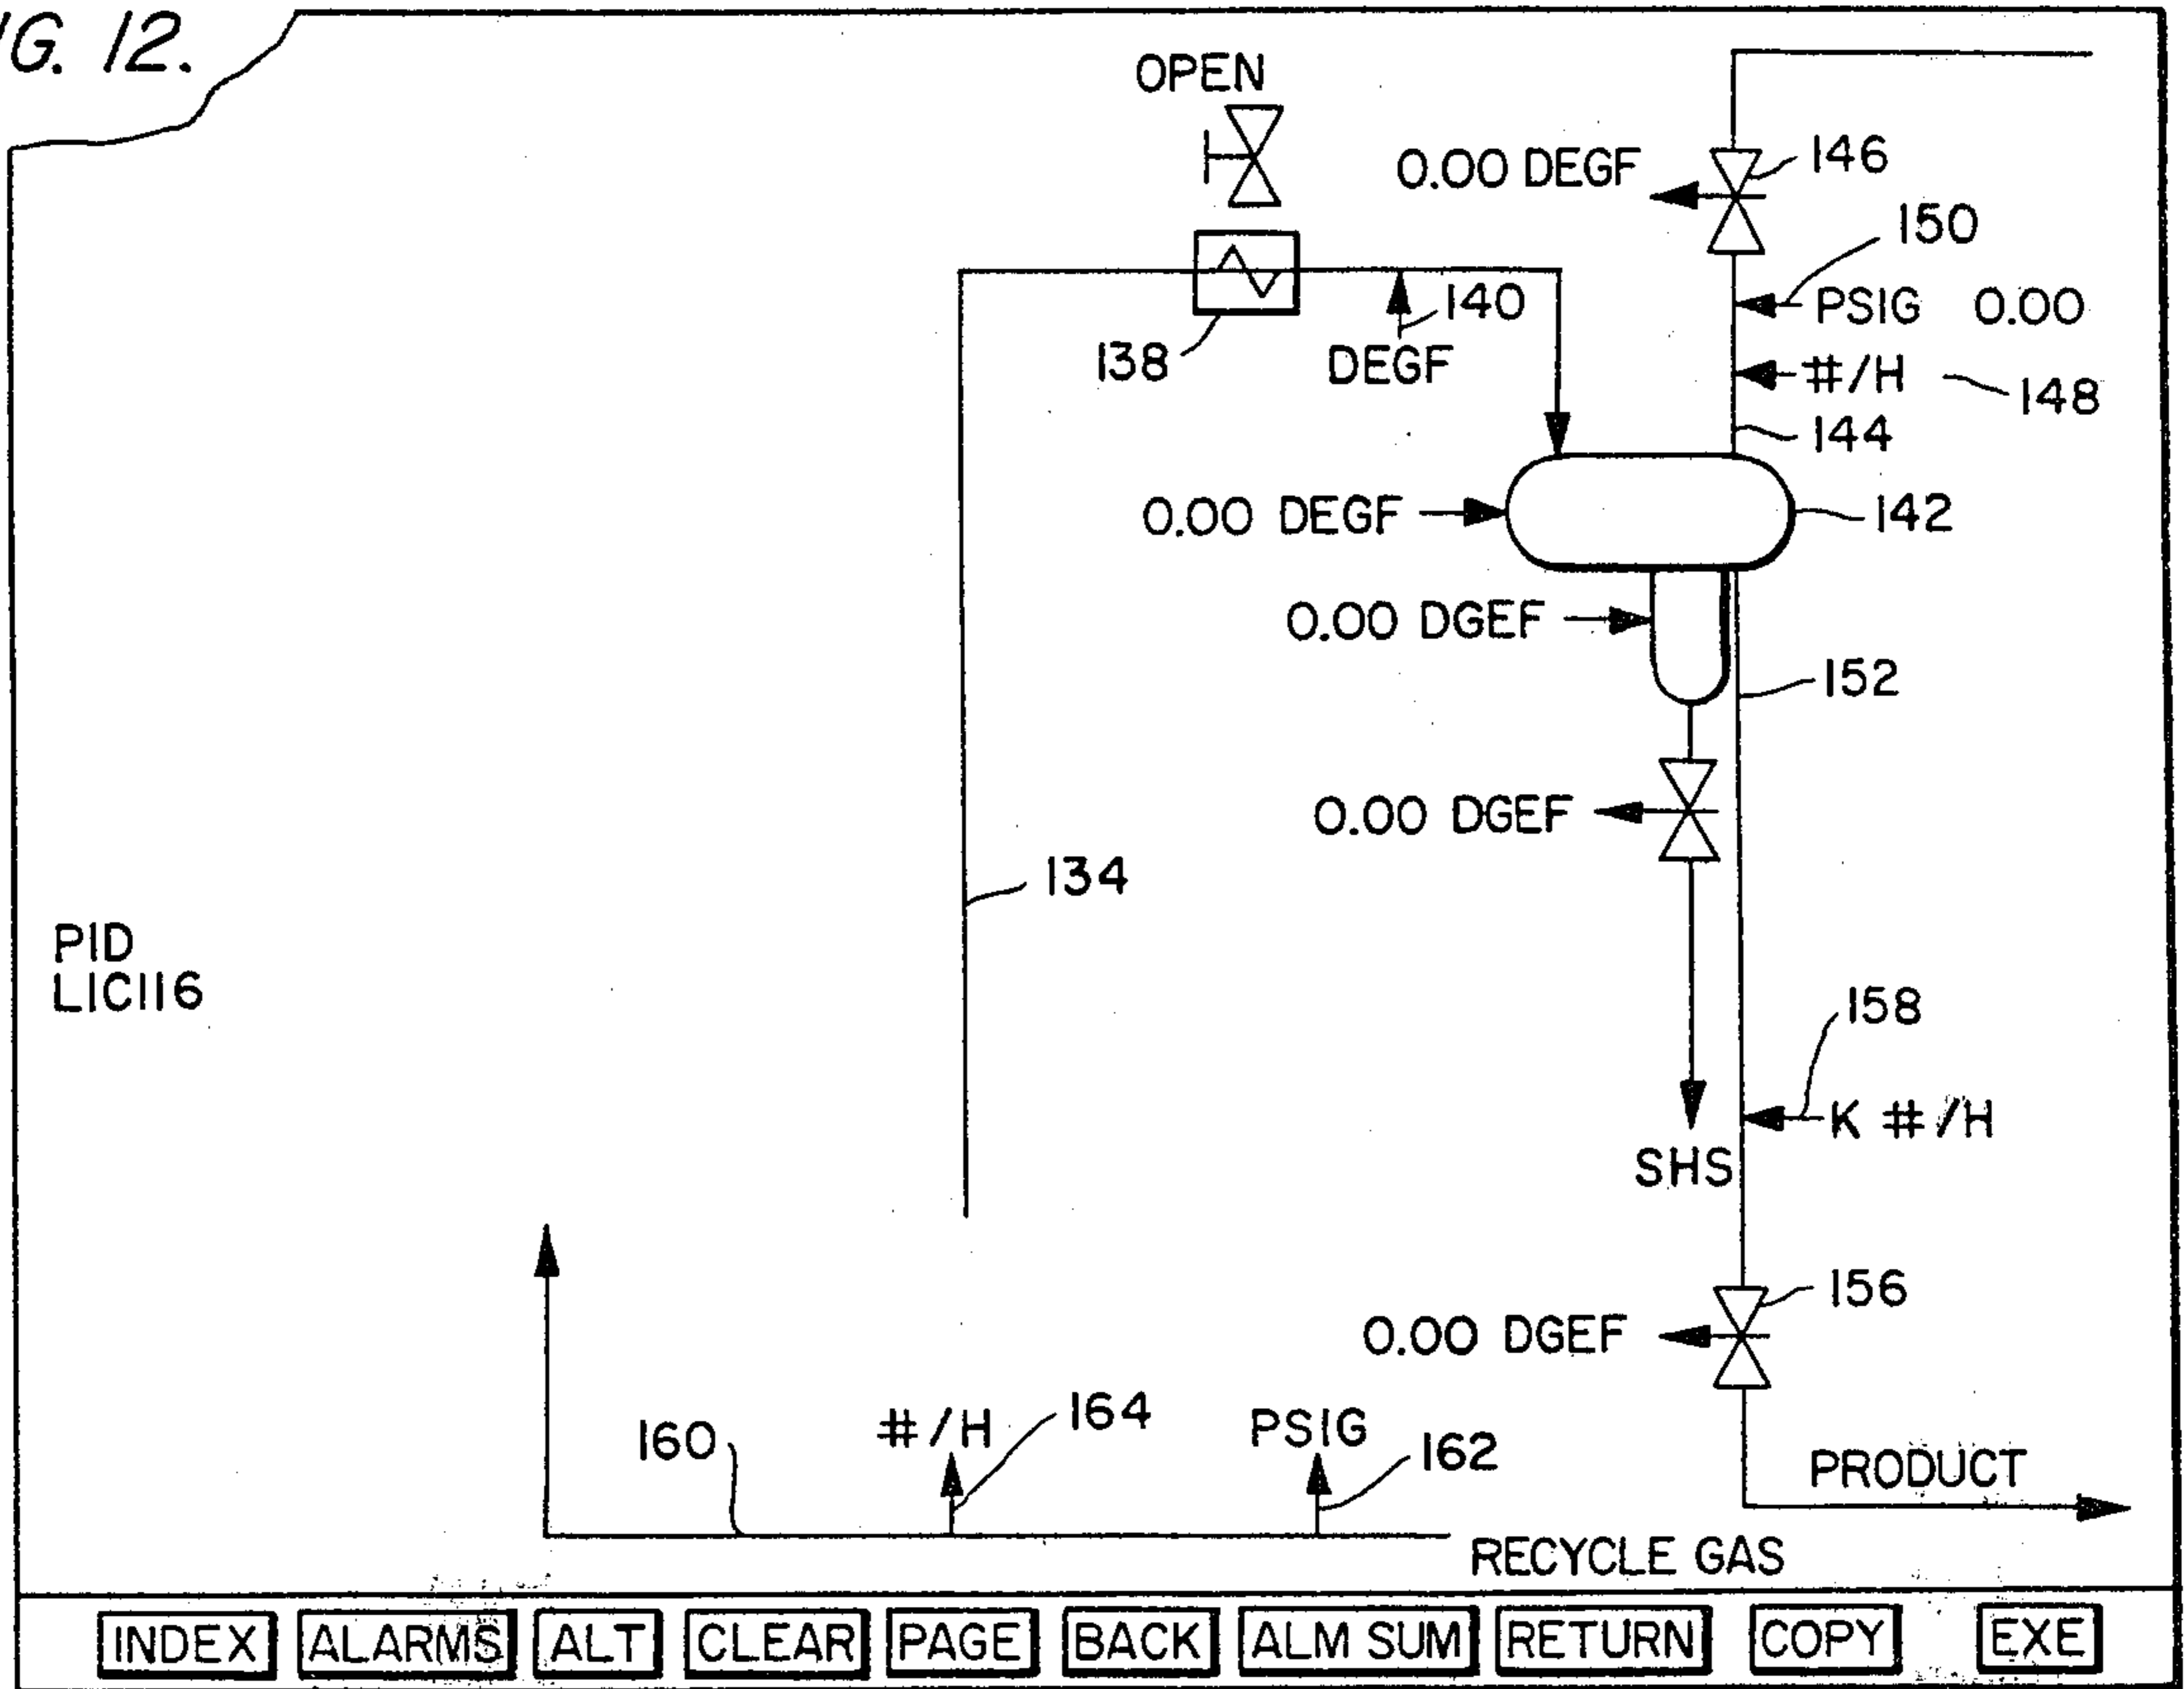 G. 12.
OPEN
0.00 DEGF
146
150
PSIG 0.00
140
138
DEGF
#/H
148
144
0.00 DEGF
142
0.00 DGEF
152
0.00 DGEF
134
PID
LIC116
158
K #/H
SHS
156
0.00 DGEF
160
#/H
164
PSIG
162
PRODUCT
RECYCLE GAS
INDEX ALARMS ALT CLEAR PAGE BACK ALM SUM RETURN COPY EXE